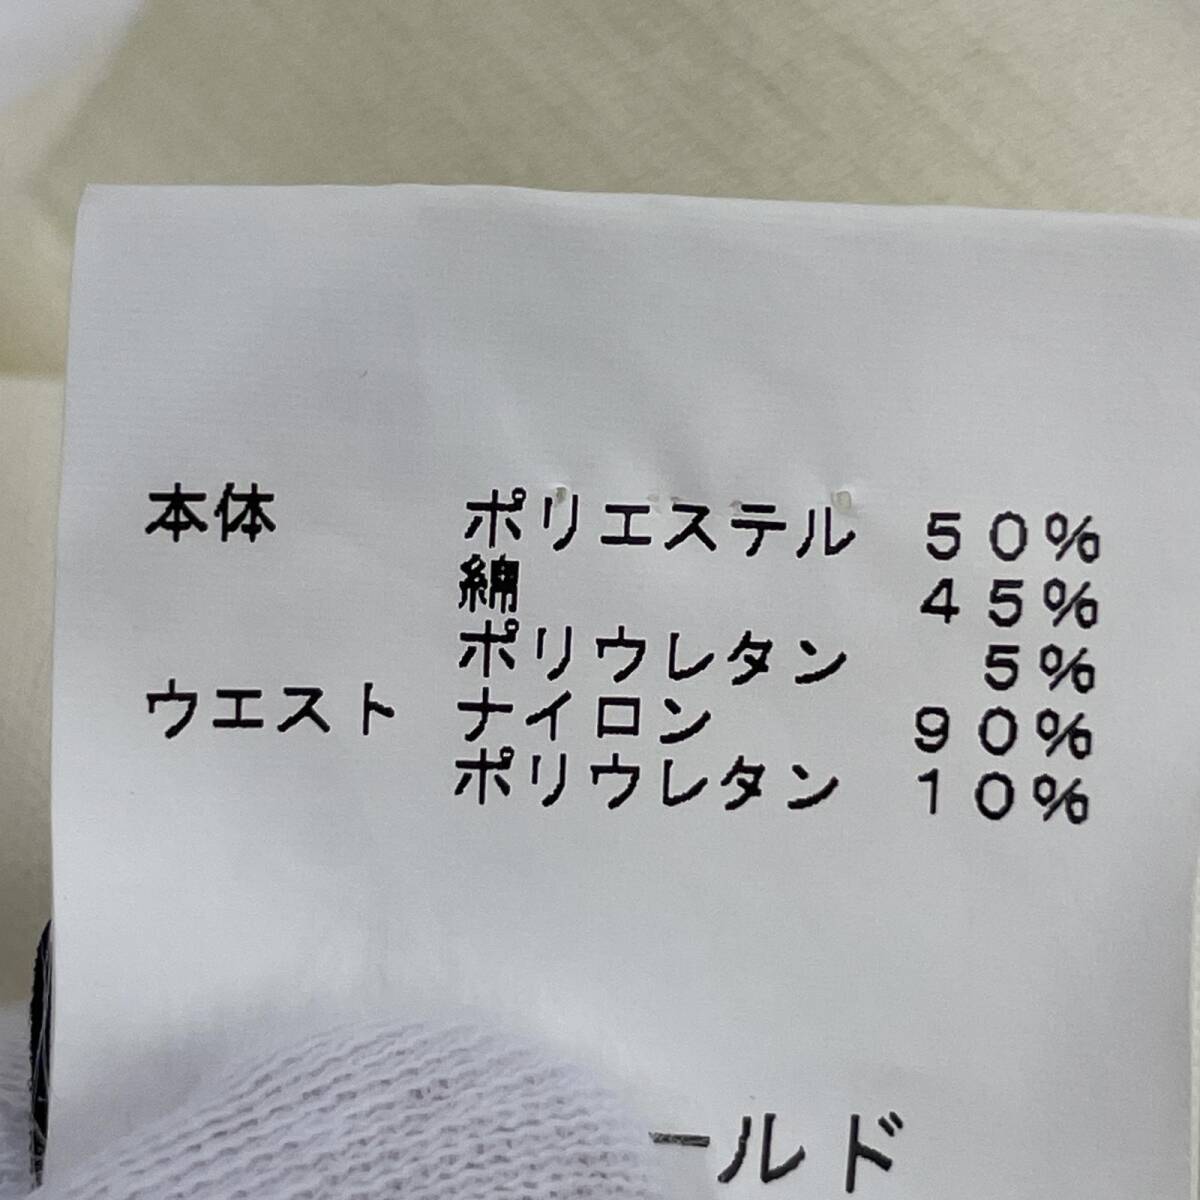 本体 ポリエステル 50%
綿 45%
ポリウレタン 5%
ウエスト ナイロン 90%
ポリウレタン 10%
ールド